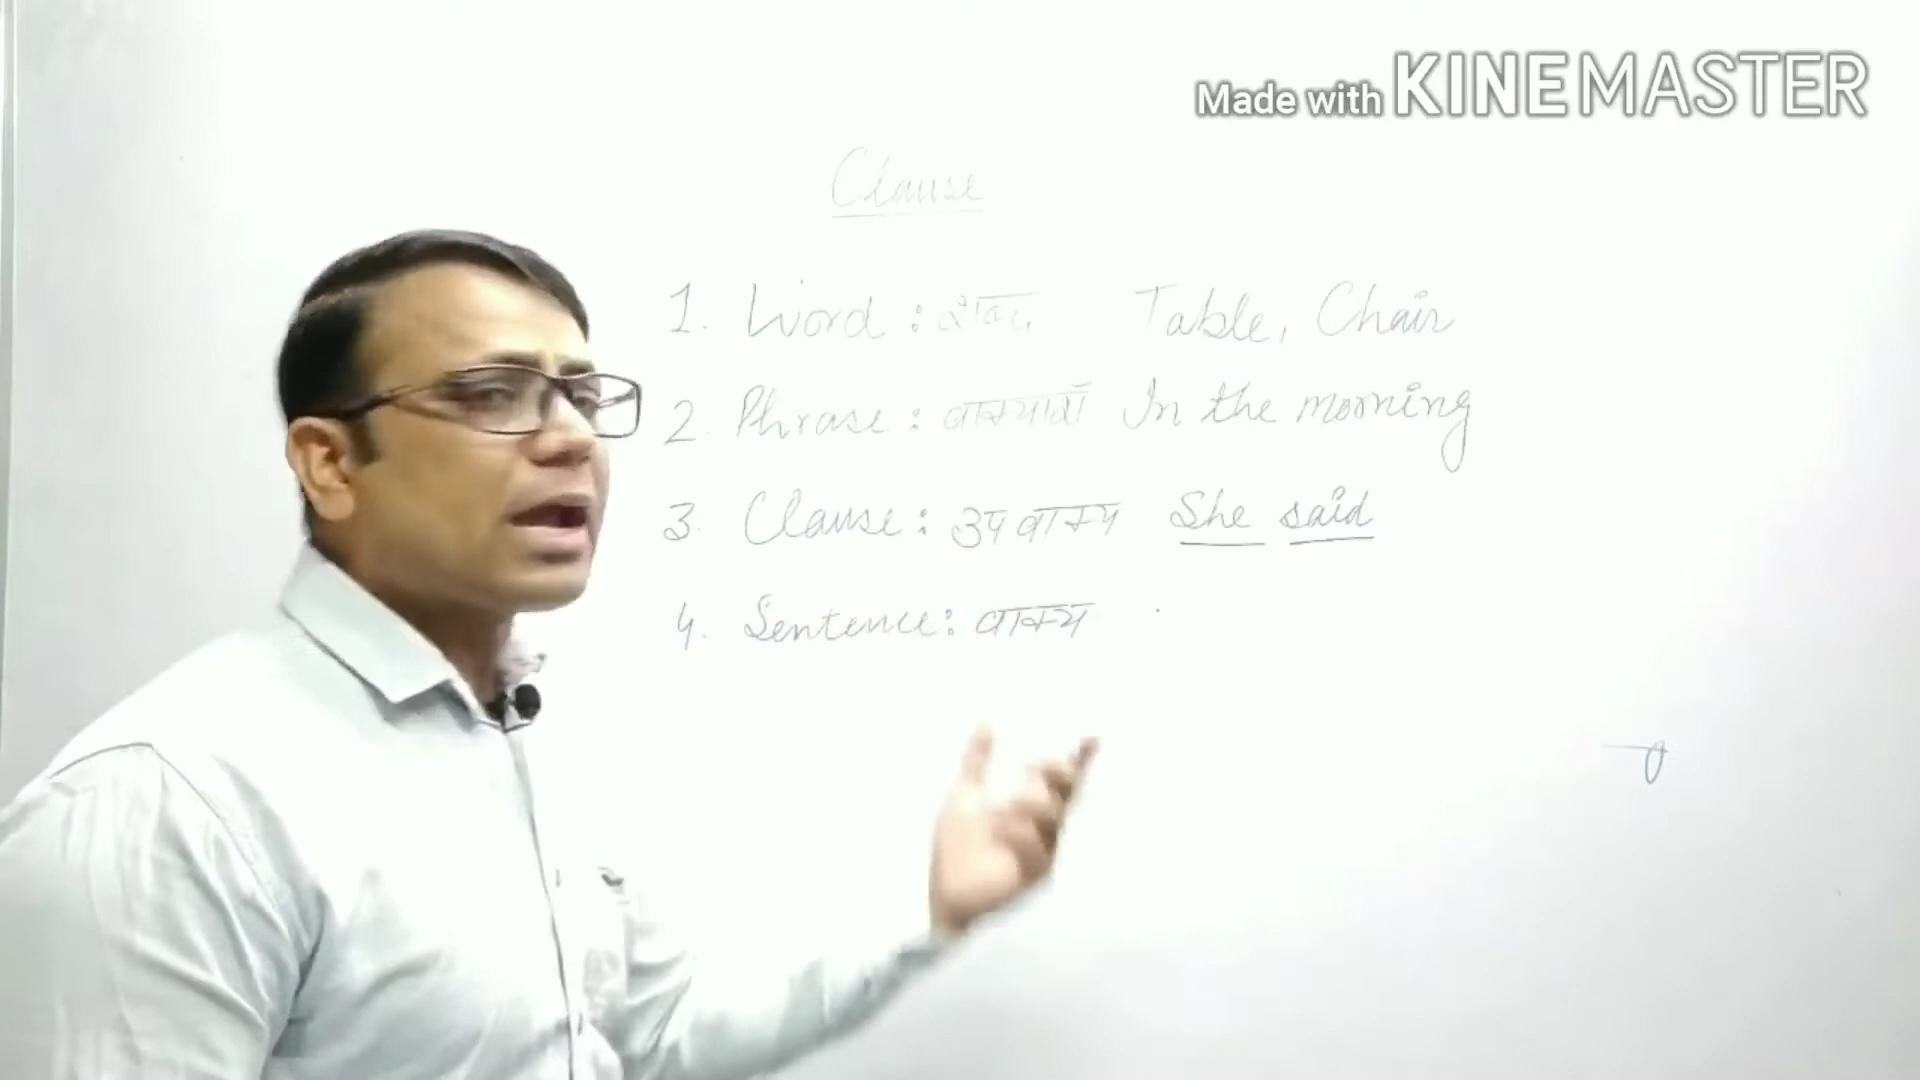 Made with KINEMASTER
Clause
1. Word : शब्द Table, Chair
2. Phrase : वाक्यांश In the morning
3. Clause : उपवाक्य She said
4. Sentence : वाक्य